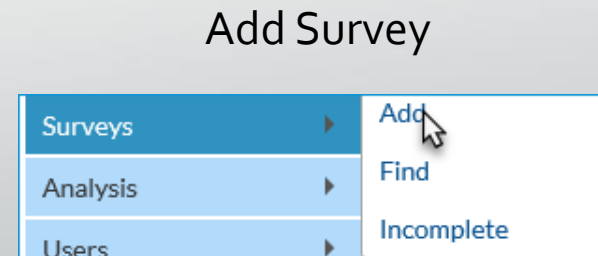 Add Survey
Surveys
Add
Analysis
Find
Users
Incomplete